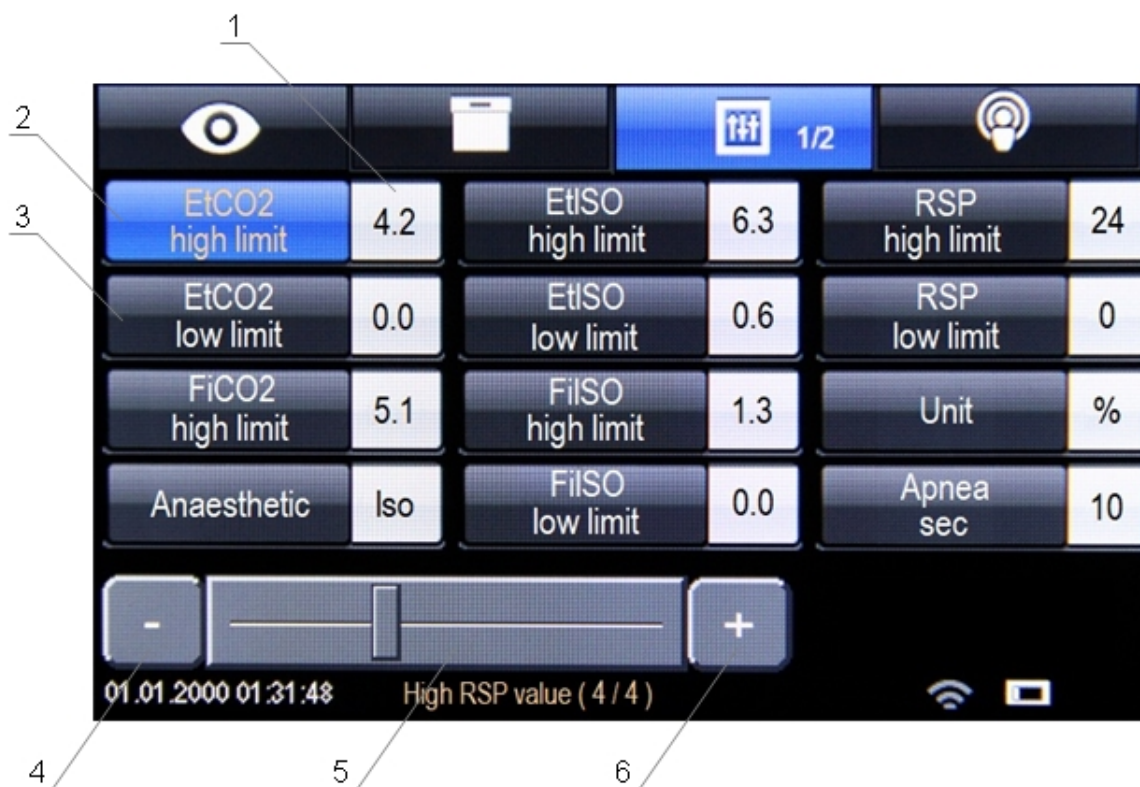 1
2
3
1/2
EtCO2
high limit
4.2
EtISO
high limit
6.3
RSP
high limit
24
EtCO2
low limit
0.0
EtISO
low limit
0.6
RSP
low limit
0
FiCO2
high limit
5.1
FiISO
high limit
1.3
Unit
%
Anaesthetic
Iso
FiISO
low limit
0.0
Apnea
sec
10
-
+
01.01.2000 01:31:48
High RSP value ( 4 / 4 )
4
5
6